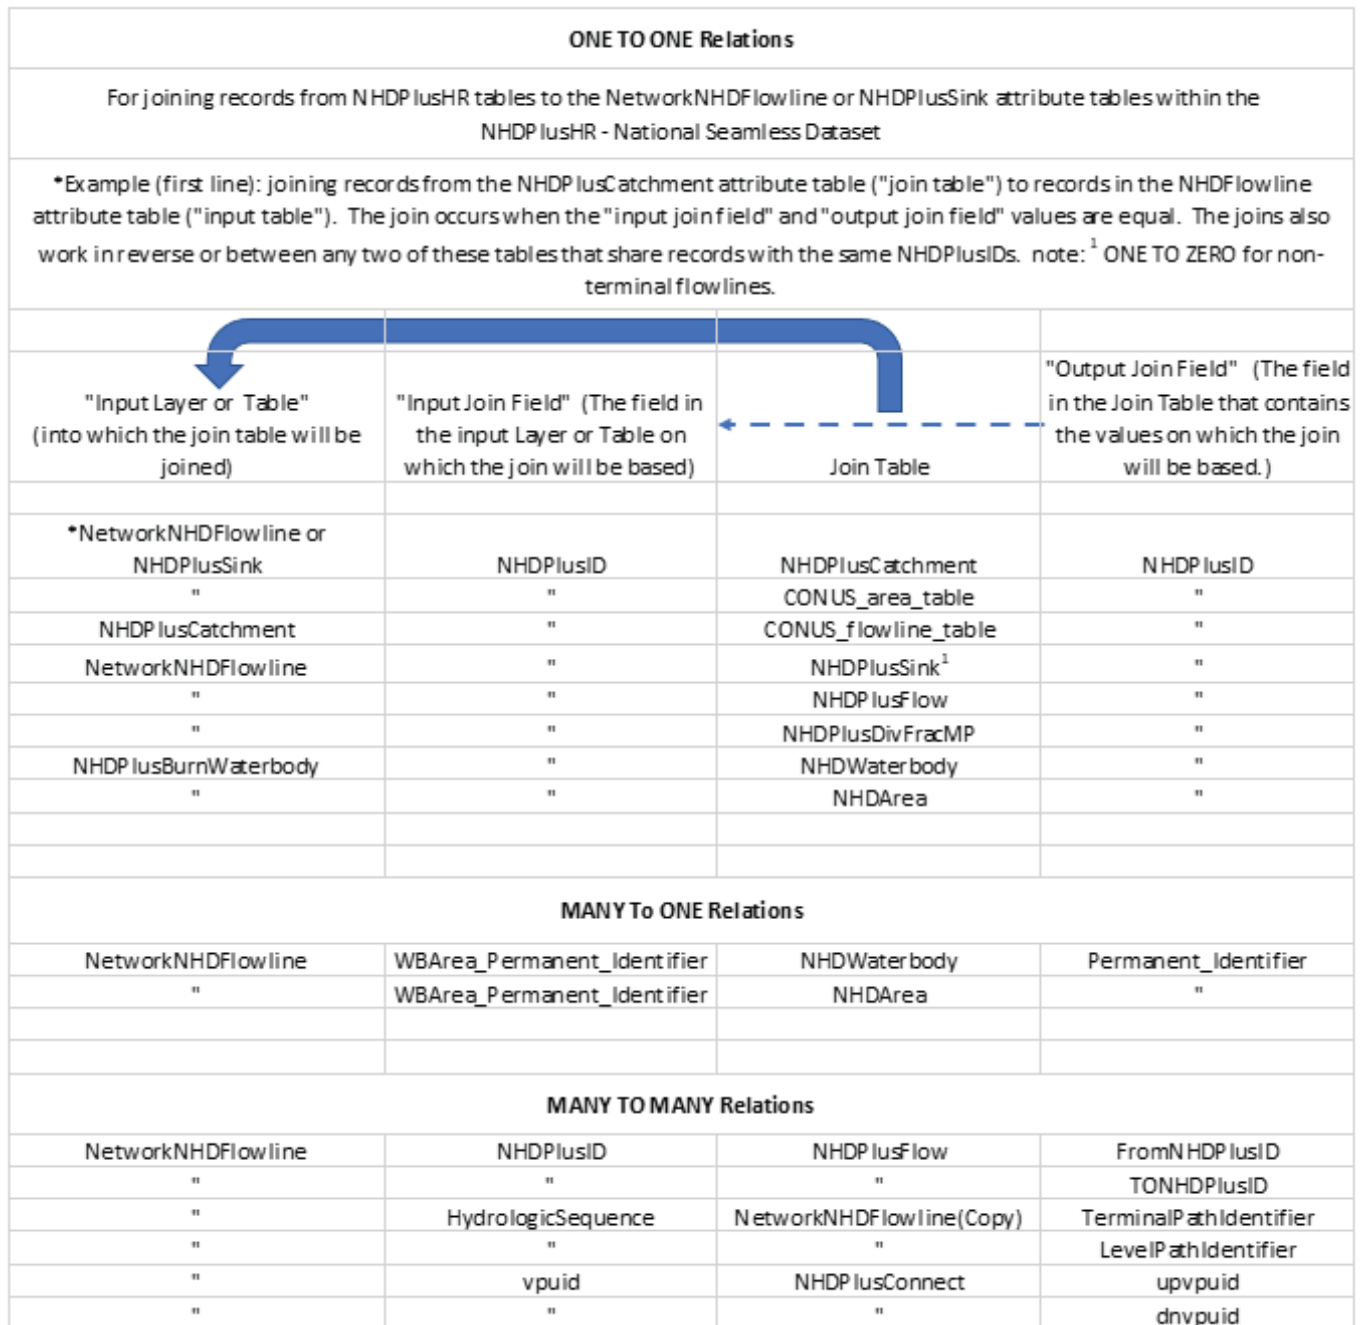 ONE TO ONE Relations
For joining records from NHDPlusHR tables to the NetworkNHDFlowline or NHDPlusSink attribute tables within the
NHDPlusHR - National Seamless Dataset
*Example (first line): joining records from the NHDPlusCatchment attribute table ("join table") to records in the NHDFlowline
attribute table ("input table"). The join occurs when the "input join field" and "output join field" values are equal. The joins also
work in reverse or between any two of these tables that share records with the same NHDPlusIDs. note: 1 ONE TO ZERO for non-
terminal flowlines.
"Input Layer or Table"
(into which the join table will be
joined)
"Input Join Field" (The field in
the input Layer or Table on
which the join will be based)
Join Table
"Output Join Field" (The field
in the Join Table that contains
the values on which the join
will be based.)
*NetworkNHDFlowline or
NHDPlusSink NHDPlusID NHDPlusCatchment NHDPlusID
" " CONUS_area_table "
NHDPlusCatchment " CONUS_flowline_table "
NetworkNHDFlowline " NHDPlusSink1 "
" " NHDPlusFlow "
" " NHDPlusDivFracMP "
NHDPlusBurnWaterbody " NHDWaterbody "
" " NHDArea "
MANY To ONE Relations
NetworkNHDFlowline WBArea_Permanent_Identifier NHDWaterbody Permanent_Identifier
" WBArea_Permanent_Identifier NHDArea "
MANY TO MANY Relations
NetworkNHDFlowline NHDPlusID NHDPlusFlow FromNHDPlusID
" " TONHDPlusID
" HydrologicSequence NetworkNHDFlowline(Copy) TerminalPathIdentifier
" " " LevelPathIdentifier
" vpuid NHDPlusConnect upvpuid
" " " dnvpuid